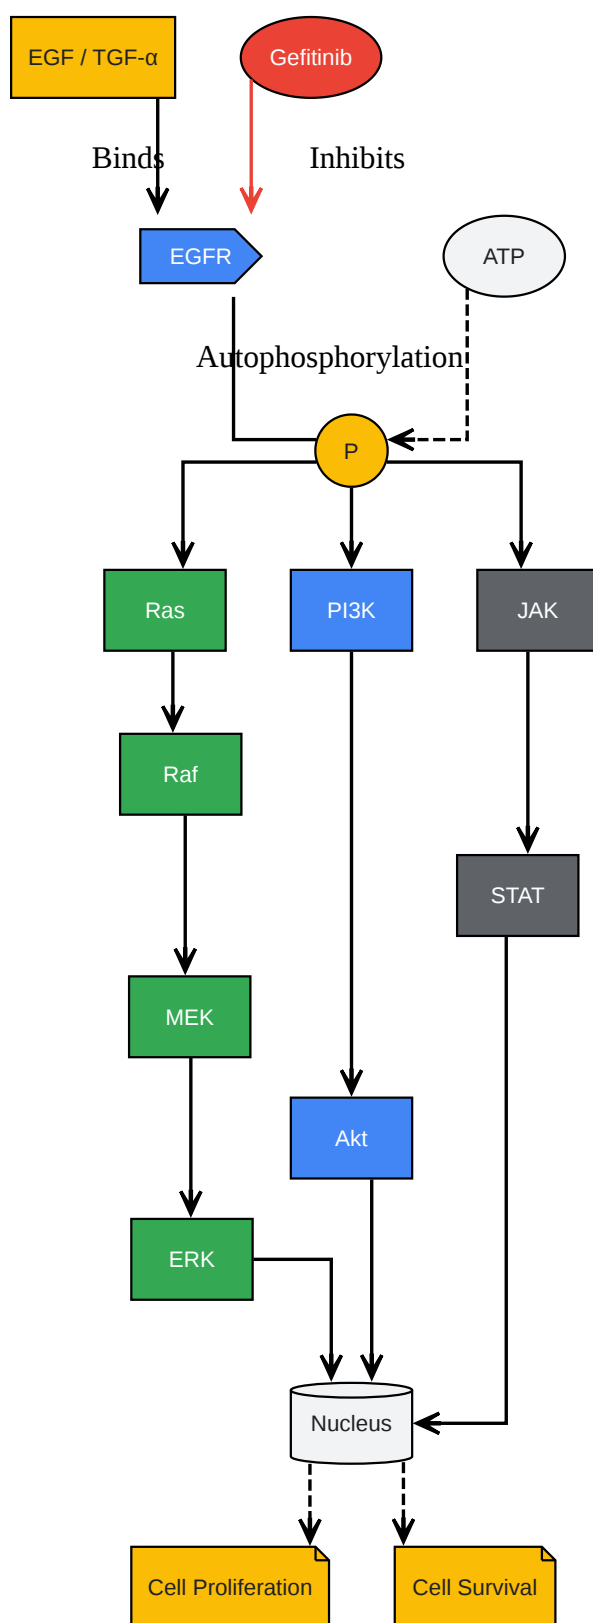 EGF / TGF-α
Gefitinib
Binds
Inhibits
EGFR
ATP
Autophosphorylation
P
Ras
PI3K
JAK
Raf
STAT
MEK
Akt
ERK
Nucleus
Cell Proliferation
Cell Survival